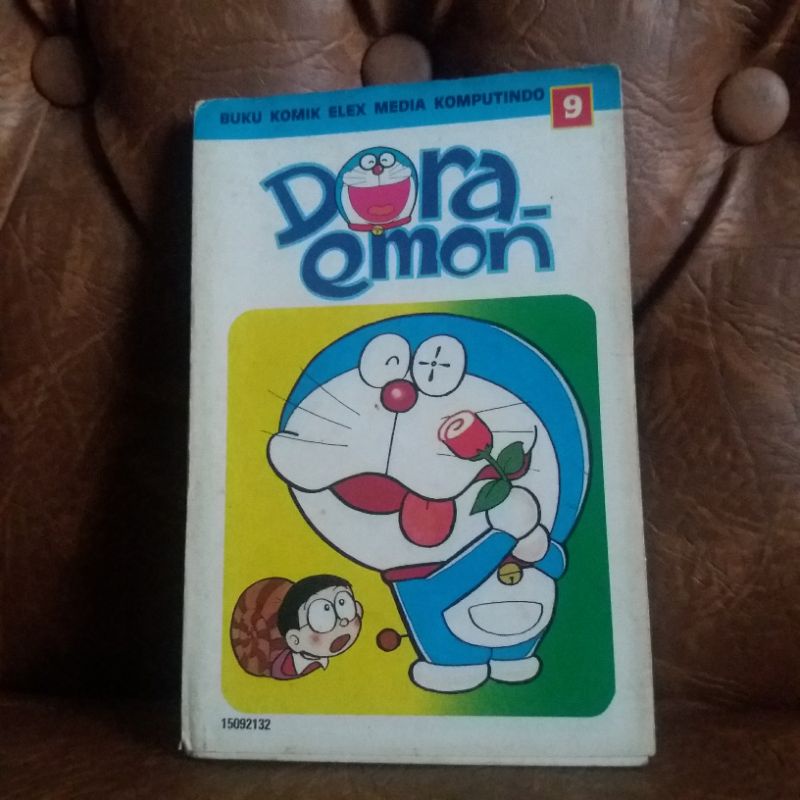 BUKU KOMIK ELEX MEDIA KOMPUTINDO 9
Dora-
emon
15092132